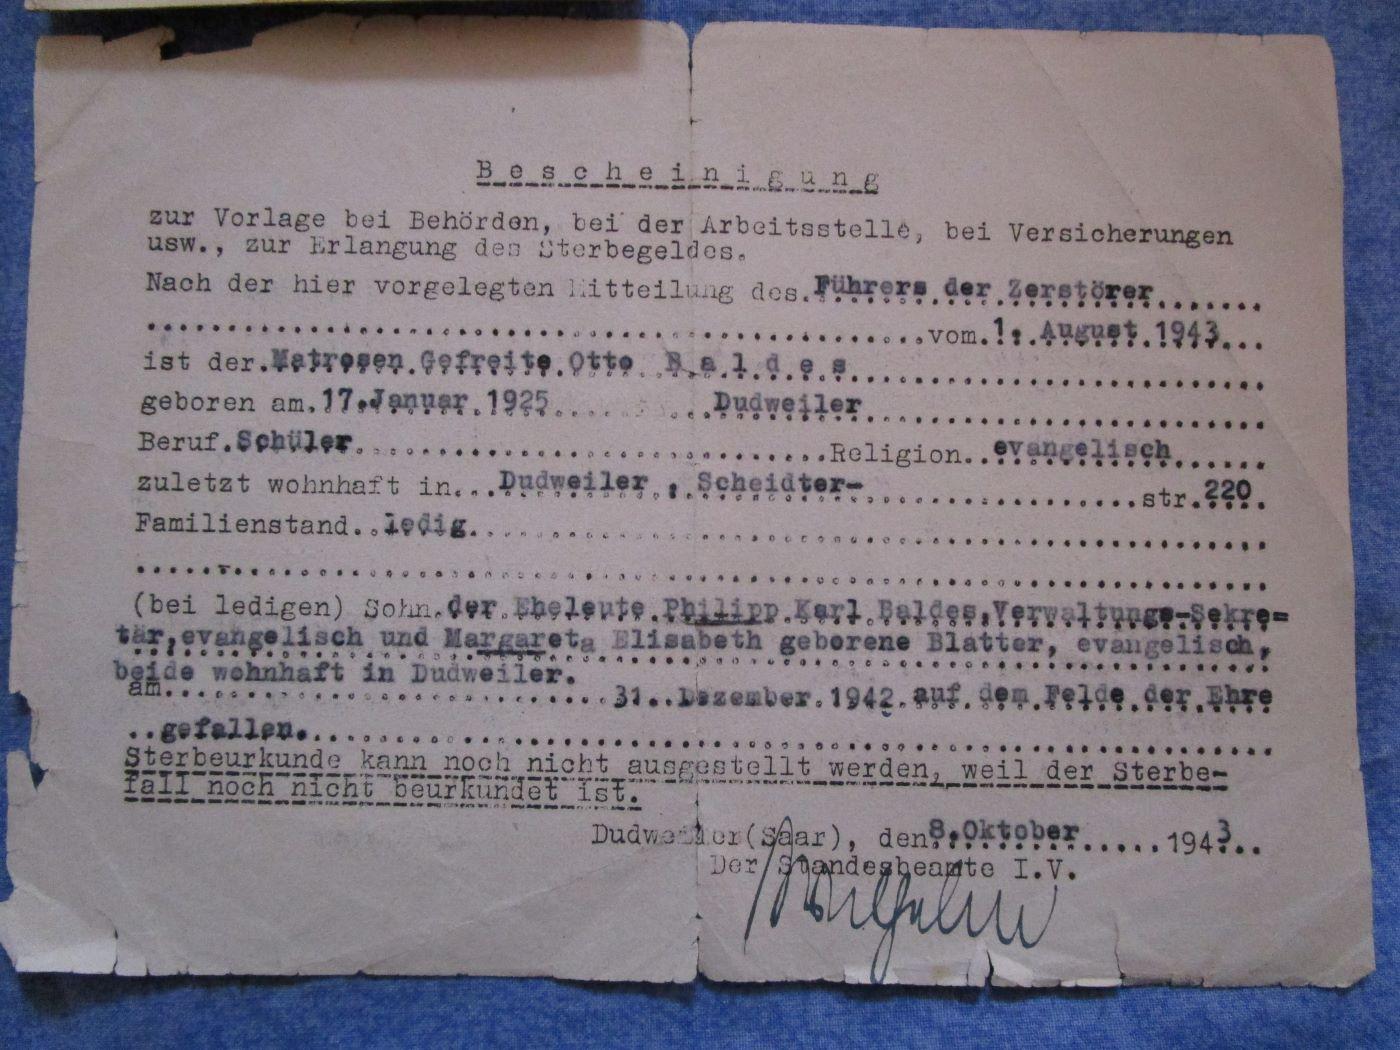 Bescheinigung
zur Vorlage bei Behörden, bei der Arbeitsstelle, bei Versicherungen
usw., zur Erlangung des Sterbegeldes.
Nach der hier vorgelegten Mitteilung des Führers der Zerstörer
vom 1. August 1943
ist der Matrosen Gefreite Otto Baldes
geboren am 17.Januar 1925 Dudweiler
Beruf Schüler Religion evangelisch
zuletzt wohnhaft in Dudweiler, Scheidter- str. 220
Familienstand ledig
(bei ledigen) Sohn der Eheleute Philipp Karl Baldes, Verwaltungs-Sekre=
tär, evangelisch und Margareta Elisabeth geborene Blatter, evangelisch,
beide wohnhaft in Dudweiler.
am 31. Dezember 1942 auf dem Felde der Ehre
gefallen.
Sterbeurkunde kann noch nicht ausgestellt werden, weil der Sterbe-
fall noch nicht beurkundet ist.
Dudweiler(Saar), den 8.Oktober 1943
Der Standesbeamte I.V.
Wilhelm